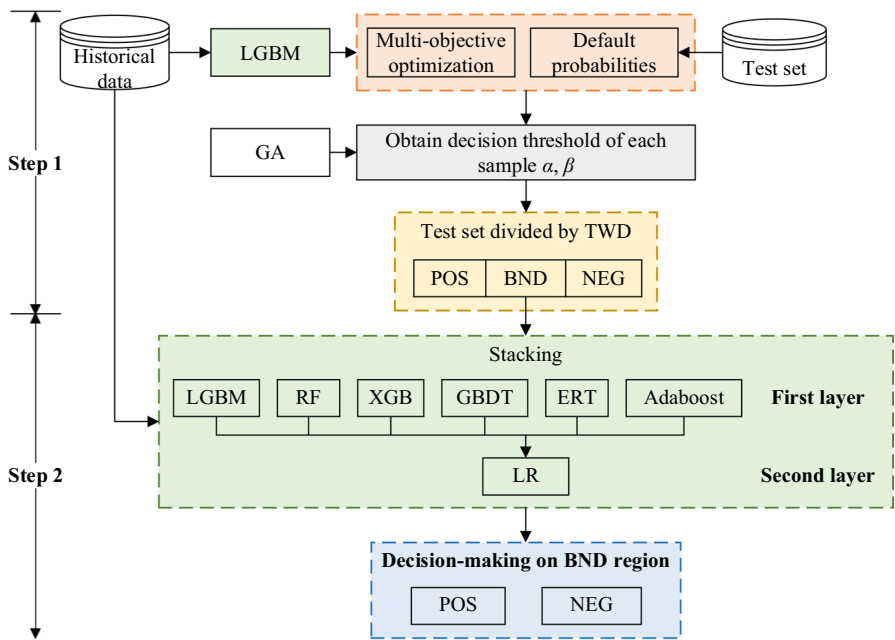 Historical
data
LGBM
Multi-objective
optimization
Default
probabilities
Test set
Step 1
GA
Obtain decision threshold of each
sample α, β
Test set divided by TWD
POS BND NEG
Step 2
Stacking
LGBM RF XGB GBDT ERT Adaboost First layer
LR Second layer
Decision-making on BND region
POS NEG